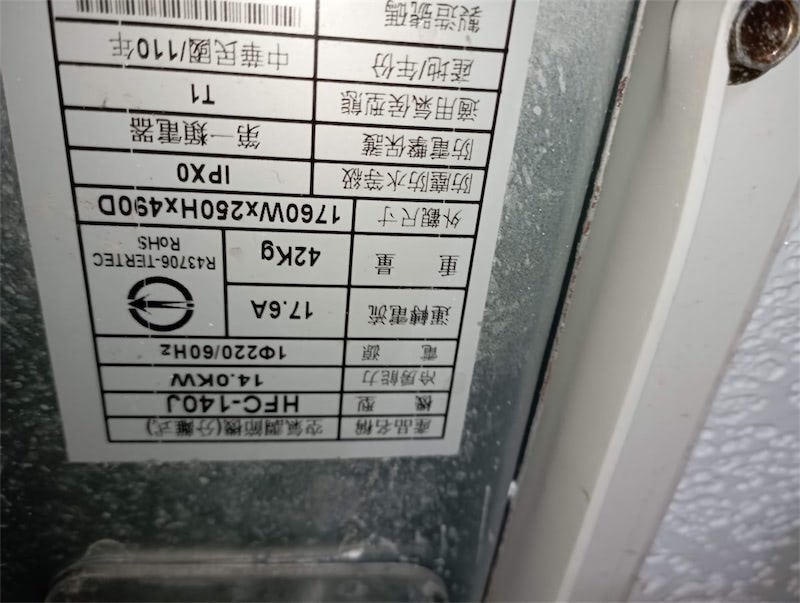 產品名稱 空氣調節機(分離式)
機型 HFC-140J
冷房能力 14.0KW
電源 1Φ220/60Hz
運轉電流 17.6A
重量 42Kg
R43706-TERTEC
RoHS
外觀尺寸 1760Wx250Hx490D
防塵防水等級 IPX0
防電擊保護 第一類電器
適用氣侯型態 T1
產地/年份 中華民國/110年
製造號碼